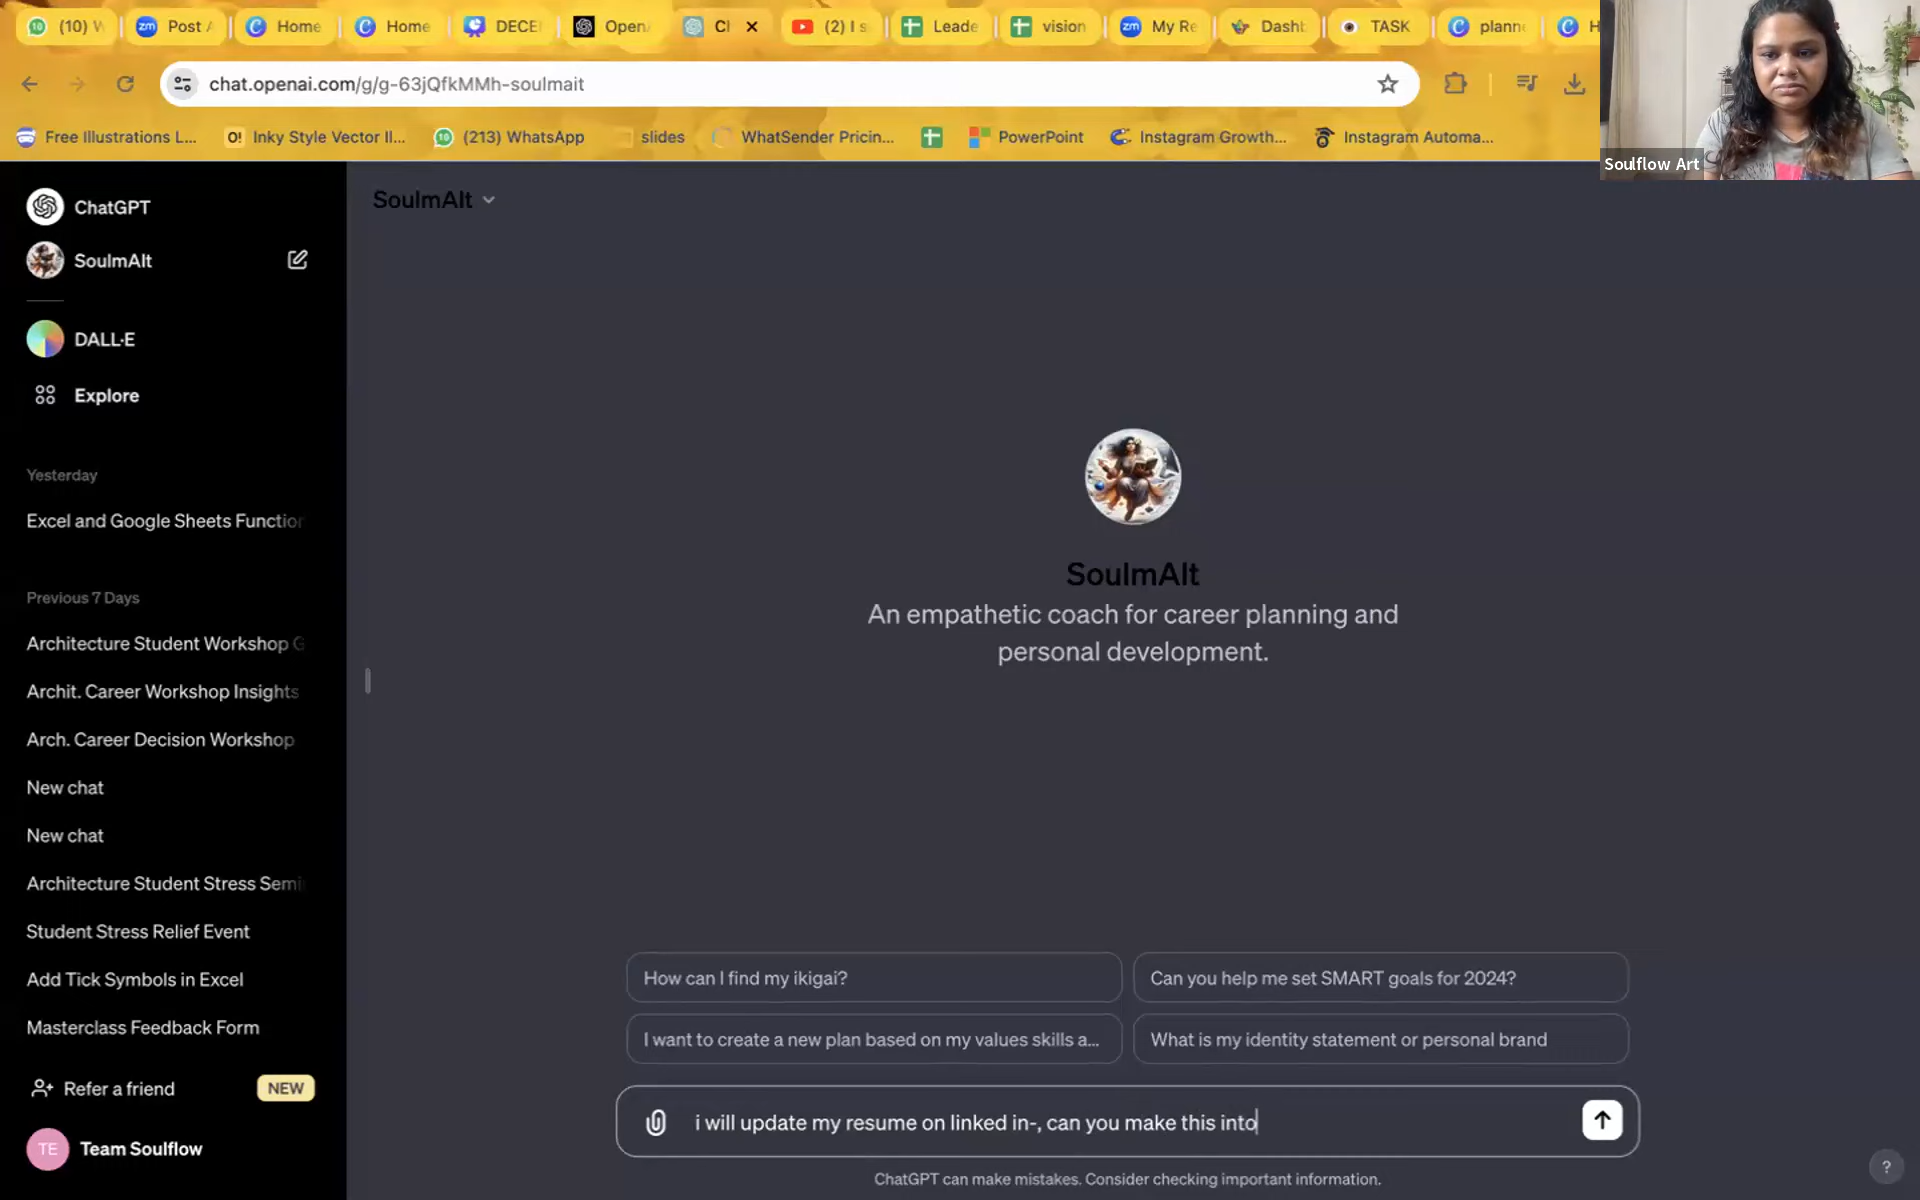 (10) W
Post A
Home
Home
DECE
Open
Cl
(2) I s
Leade
vision
My Re
Dashb
TASK
plann
H
chat.openai.com/g/g-63jQfkMMh-soulmait
Free Illustrations L...
O! Inky Style Vector Il...
(213) WhatsApp
slides
WhatSender Pricin...
PowerPoint
Instagram Growth...
Instagram Automa...
Soulflow Art
ChatGPT
SoulmAIt
DALL·E
Explore
Yesterday
Excel and Google Sheets Function
Previous 7 Days
Architecture Student Workshop G
Archit. Career Workshop Insights
Arch. Career Decision Workshop
New chat
New chat
Architecture Student Stress Semi
Student Stress Relief Event
Add Tick Symbols in Excel
Masterclass Feedback Form
Refer a friend
NEW
TE Team Soulflow
SoulmAIt
SoulmAIt
An empathetic coach for career planning and
personal development.
How can I find my ikigai?
Can you help me set SMART goals for 2024?
I want to create a new plan based on my values skills a...
What is my identity statement or personal brand
i will update my resume on linked in-, can you make this into
ChatGPT can make mistakes. Consider checking important information.
?